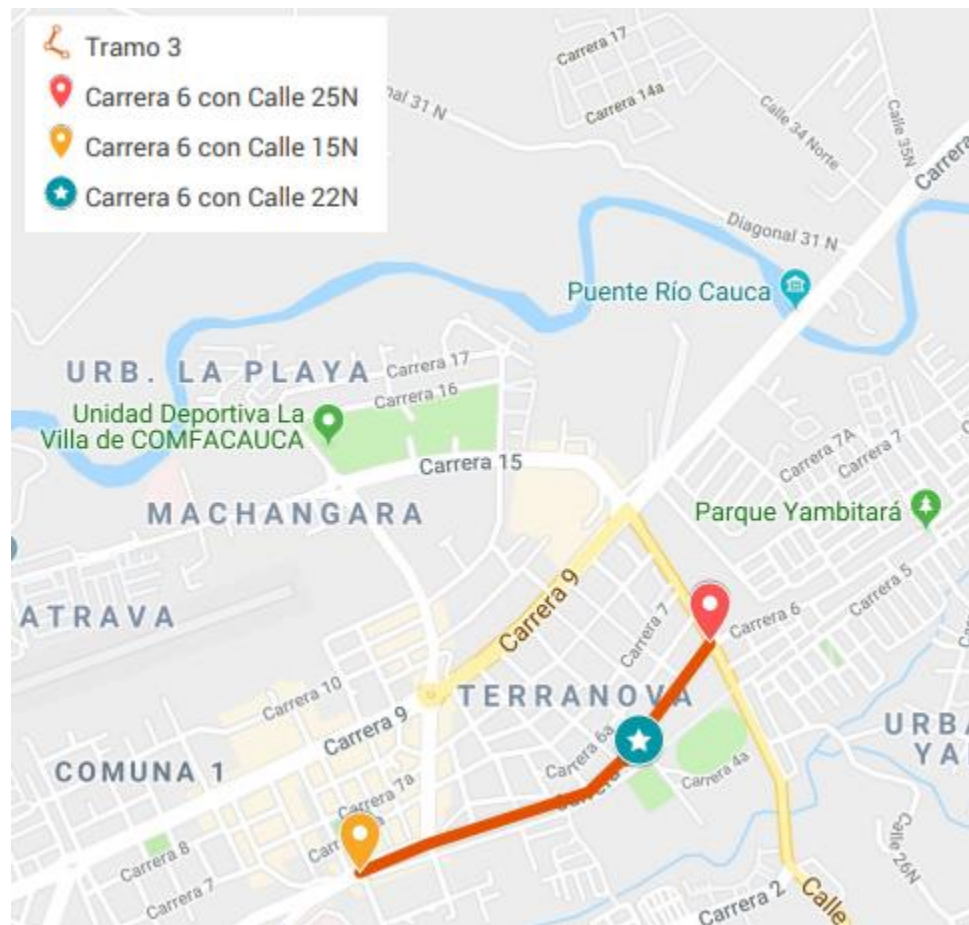 Tramo 3
Carrera 6 con Calle 25N
Carrera 6 con Calle 15N
Carrera 6 con Calle 22N
Carrera 17
Carrera 14a
nal 31 N
Calle 34 Norte
Calle 35N
Carrera
Diagonal 31 N
Puente Río Cauca
URB. LA PLAYA
Carrera 17
Carrera 16
Unidad Deportiva La
Villa de COMFACAUCA
Carrera 15
Carrera 7A
Carrera 7
MACHANGARA
Parque Yambitará
Carrera 9
Carrera 7
Carrera 6
Carrera 5
ATRAVA
Carrera 10
TERRANOVA
Carrera 9
Carrera 6a
URBA
YA
COMUNA 1
Carrera 7a
Carrera 4a
Carrera 8
Carrera 7
Calle 26N
Carrera 2
Calle